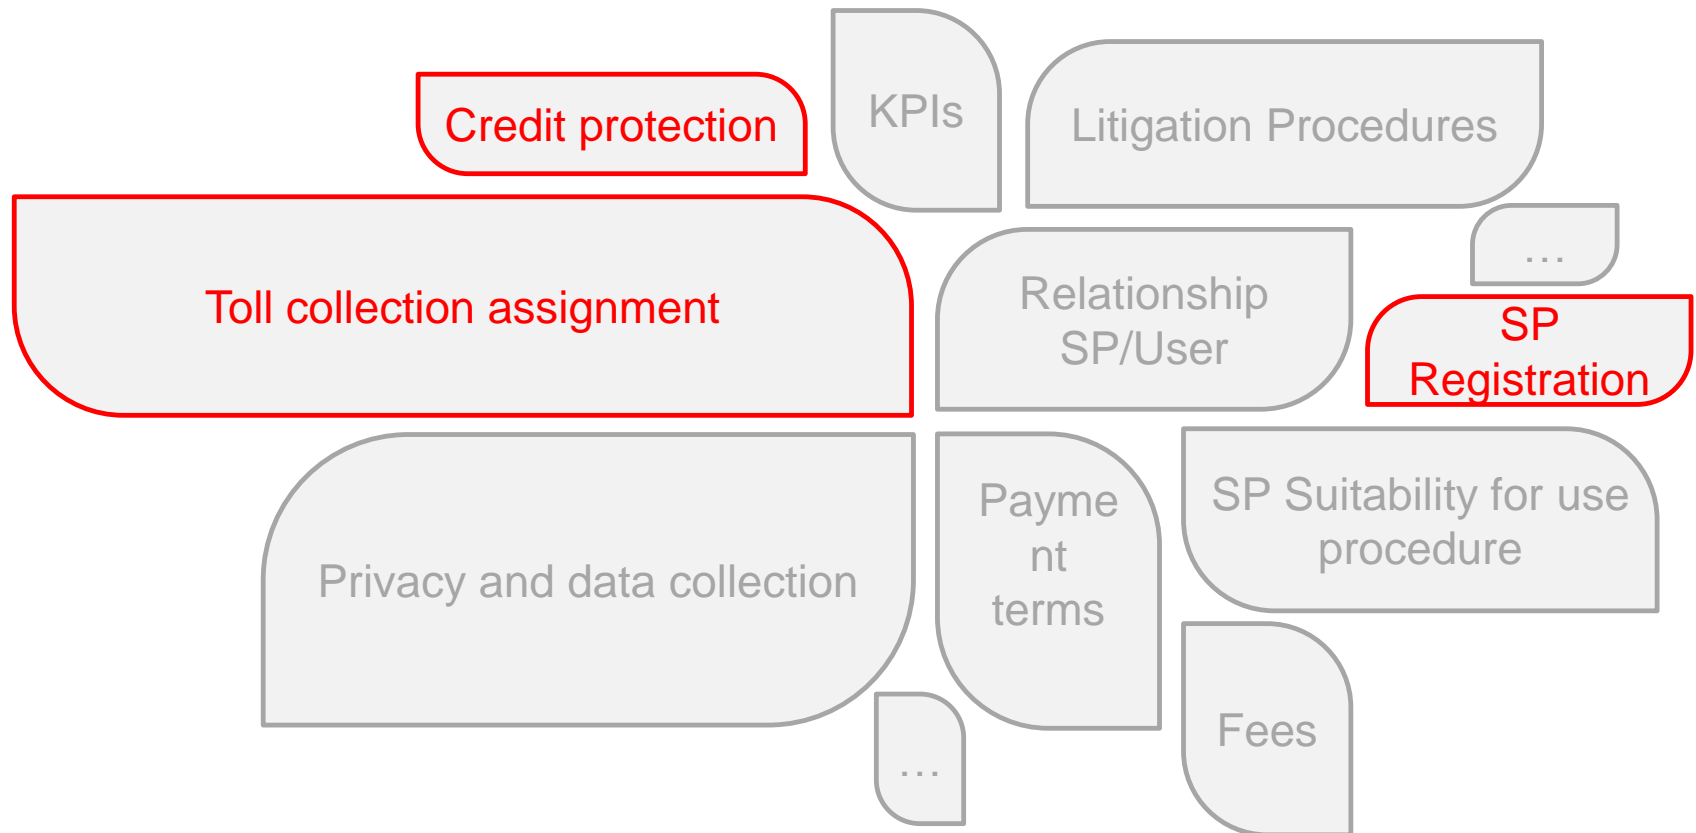 Credit protection
KPIs
Litigation Procedures
Toll collection assignment
Relationship
SP/User
…
SP
Registration
Privacy and data collection
Payme
nt
terms
SP Suitability for use
procedure
…
Fees